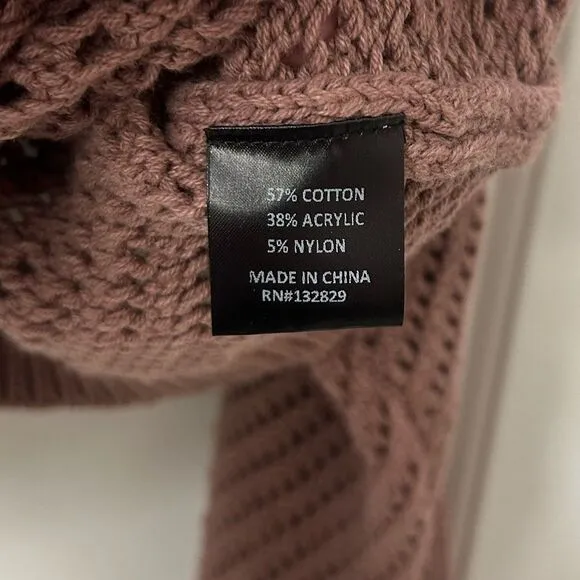 57% COTTON
38% ACRYLIC
5% NYLON
MADE IN CHINA
RN#132829